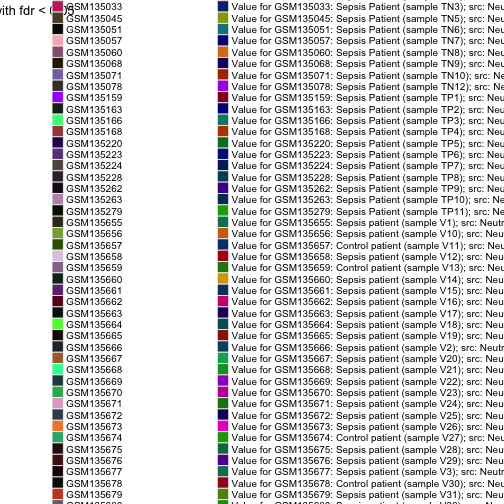 with fdr < 0.05
GSM135033 Value for GSM135033: Sepsis Patient (sample TN3); src: Neu
GSM135045 Value for GSM135045: Sepsis Patient (sample TN5); src: Neu
GSM135051 Value for GSM135051: Sepsis Patient (sample TN6); src: Neu
GSM135057 Value for GSM135057: Sepsis Patient (sample TN7); src: Neu
GSM135060 Value for GSM135060: Sepsis Patient (sample TN8); src: Neu
GSM135068 Value for GSM135068: Sepsis Patient (sample TN9); src: Neu
GSM135071 Value for GSM135071: Sepsis Patient (sample TN10); src: Ne
GSM135078 Value for GSM135078: Sepsis Patient (sample TN12); src: Ne
GSM135159 Value for GSM135159: Sepsis Patient (sample TP1); src: Neu
GSM135163 Value for GSM135163: Sepsis Patient (sample TP2); src: Neu
GSM135166 Value for GSM135166: Sepsis Patient (sample TP3); src: Neu
GSM135168 Value for GSM135168: Sepsis Patient (sample TP4); src: Neu
GSM135220 Value for GSM135220: Sepsis Patient (sample TP5); src: Neu
GSM135223 Value for GSM135223: Sepsis Patient (sample TP6); src: Neu
GSM135224 Value for GSM135224: Sepsis Patient (sample TP7); src: Neu
GSM135228 Value for GSM135228: Sepsis Patient (sample TP8); src: Neu
GSM135262 Value for GSM135262: Sepsis Patient (sample TP9); src: Neu
GSM135263 Value for GSM135263: Sepsis Patient (sample TP10); src: Neu
GSM135279 Value for GSM135279: Sepsis Patient (sample TP11); src: Neu
GSM135655 Value for GSM135655: Sepsis patient (sample V1); src: Neutr
GSM135656 Value for GSM135656: Sepsis patient (sample V10); src: Neu
GSM135657 Value for GSM135657: Control patient (sample V11); src: Neu
GSM135658 Value for GSM135658: Sepsis patient (sample V12); src: Neu
GSM135659 Value for GSM135659: Control patient (sample V13); src: Neu
GSM135660 Value for GSM135660: Sepsis patient (sample V14); src: Neu
GSM135661 Value for GSM135661: Sepsis patient (sample V15); src: Neu
GSM135662 Value for GSM135662: Sepsis patient (sample V16); src: Neu
GSM135663 Value for GSM135663: Sepsis patient (sample V17); src: Neu
GSM135664 Value for GSM135664: Sepsis patient (sample V18); src: Neu
GSM135665 Value for GSM135665: Sepsis patient (sample V19); src: Neu
GSM135666 Value for GSM135666: Sepsis patient (sample V2); src: Neutr
GSM135667 Value for GSM135667: Sepsis patient (sample V20); src: Neu
GSM135668 Value for GSM135668: Sepsis patient (sample V21); src: Neu
GSM135669 Value for GSM135669: Sepsis patient (sample V22); src: Neu
GSM135670 Value for GSM135670: Sepsis patient (sample V23); src: Neu
GSM135671 Value for GSM135671: Sepsis patient (sample V24); src: Neu
GSM135672 Value for GSM135672: Sepsis patient (sample V25); src: Neu
GSM135673 Value for GSM135673: Sepsis patient (sample V26); src: Neu
GSM135674 Value for GSM135674: Control patient (sample V27); src: Neu
GSM135675 Value for GSM135675: Sepsis patient (sample V28); src: Neu
GSM135676 Value for GSM135676: Sepsis patient (sample V29); src: Neu
GSM135677 Value for GSM135677: Sepsis patient (sample V3); src: Neutr
GSM135678 Value for GSM135678: Control patient (sample V30); src: Neu
GSM135679 Value for GSM135679: Sepsis patient (sample V31); src: Neu